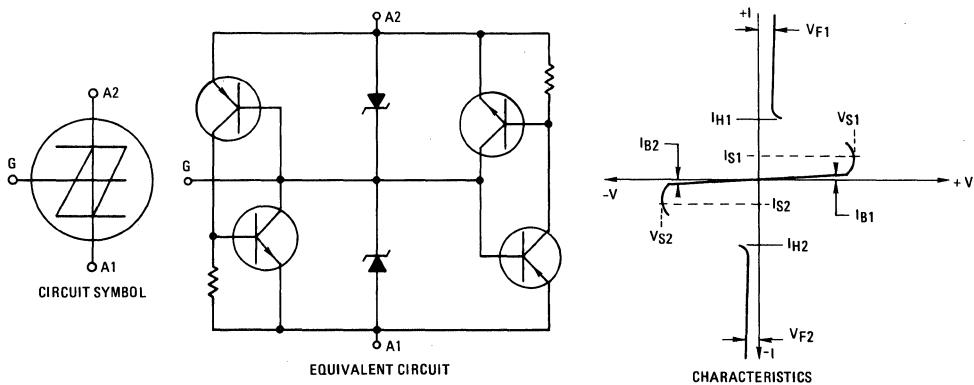 A2
G
A1
CIRCUIT SYMBOL
A2
G
A1
EQUIVALENT CIRCUIT
+I
VF1
IH1
VS1
IS1
IB2
-V
+V
IS2
IB1
VS2
IH2
VF2
-I
CHARACTERISTICS